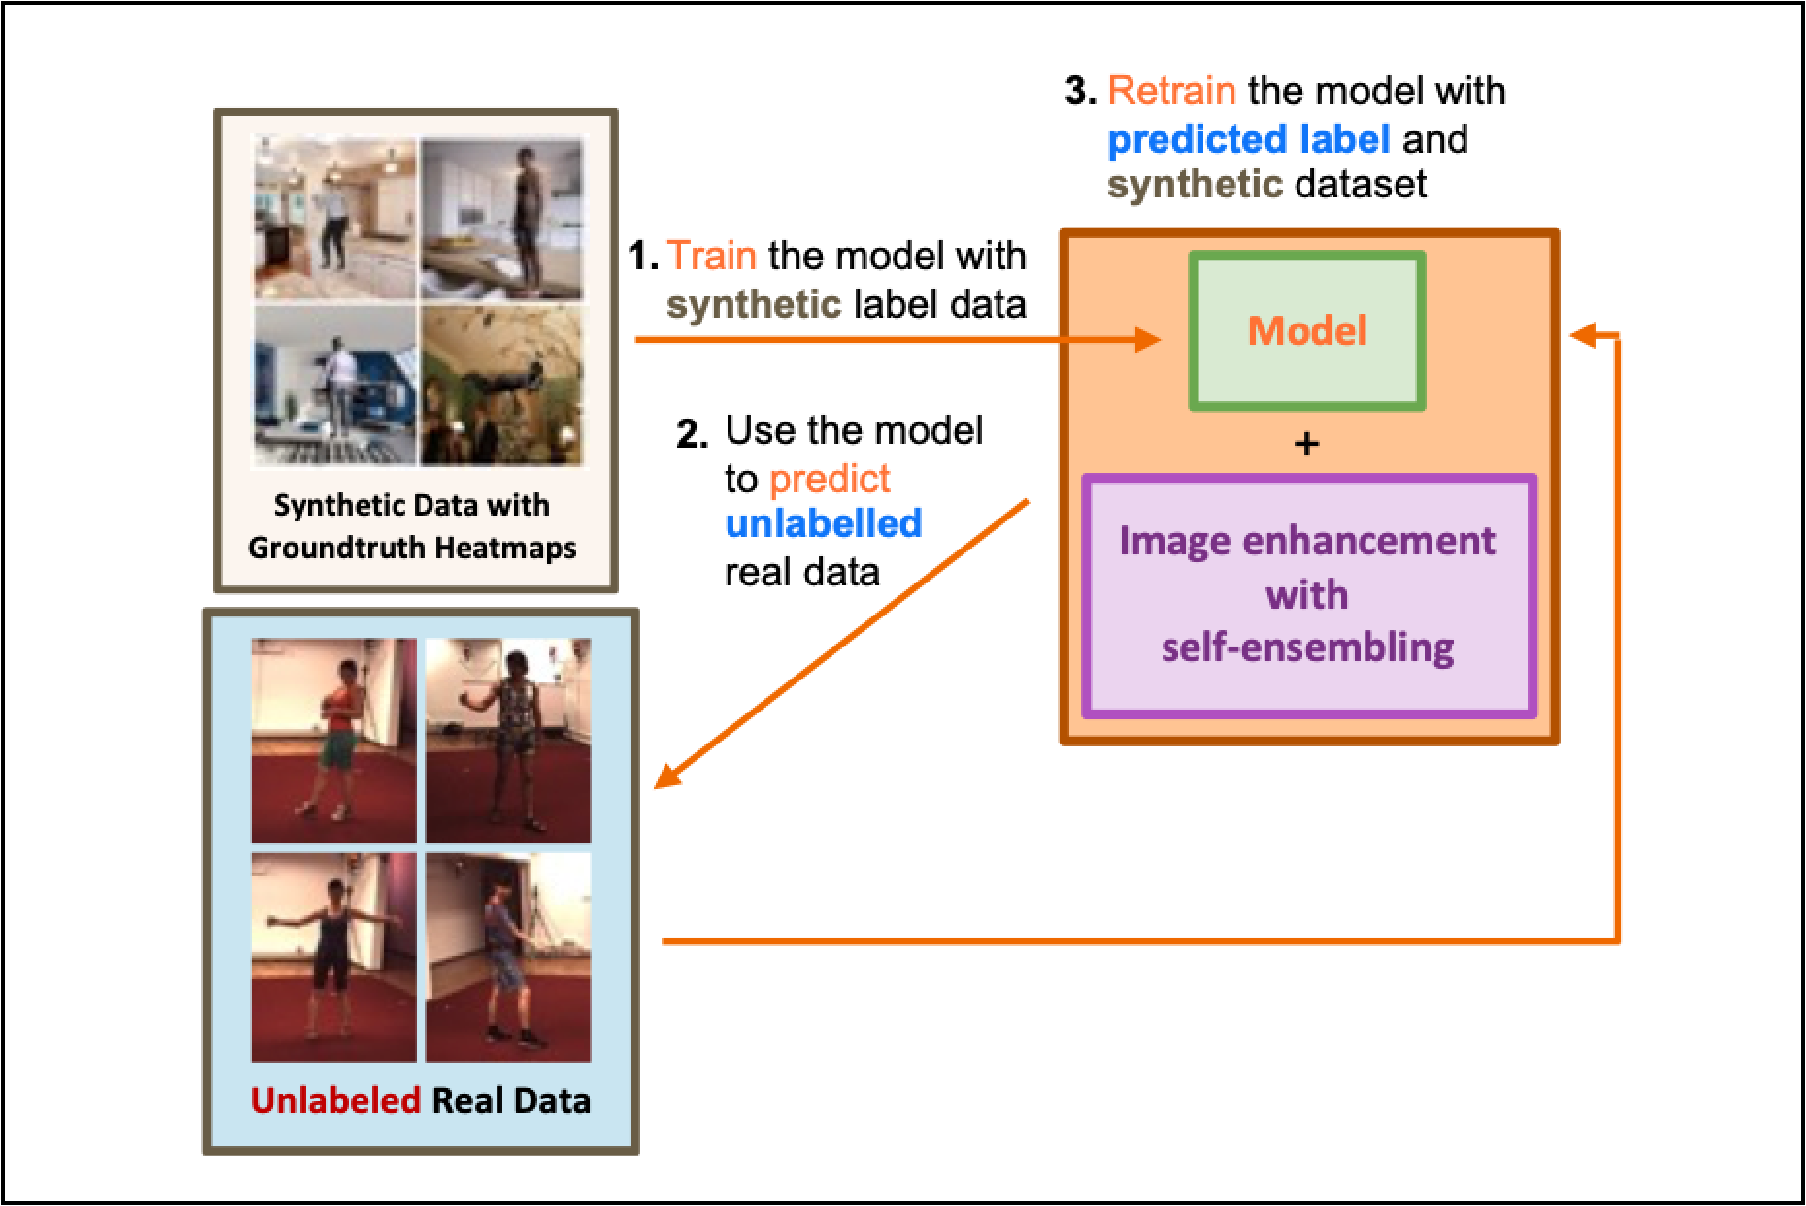 Synthetic Data with
Groundtruth Heatmaps
Unlabeled Real Data
1. Train the model with
synthetic label data
2. Use the model
to predict
unlabelled
real data
3. Retrain the model with
predicted label and
synthetic dataset
Model
+
Image enhancement
with
self-ensembling